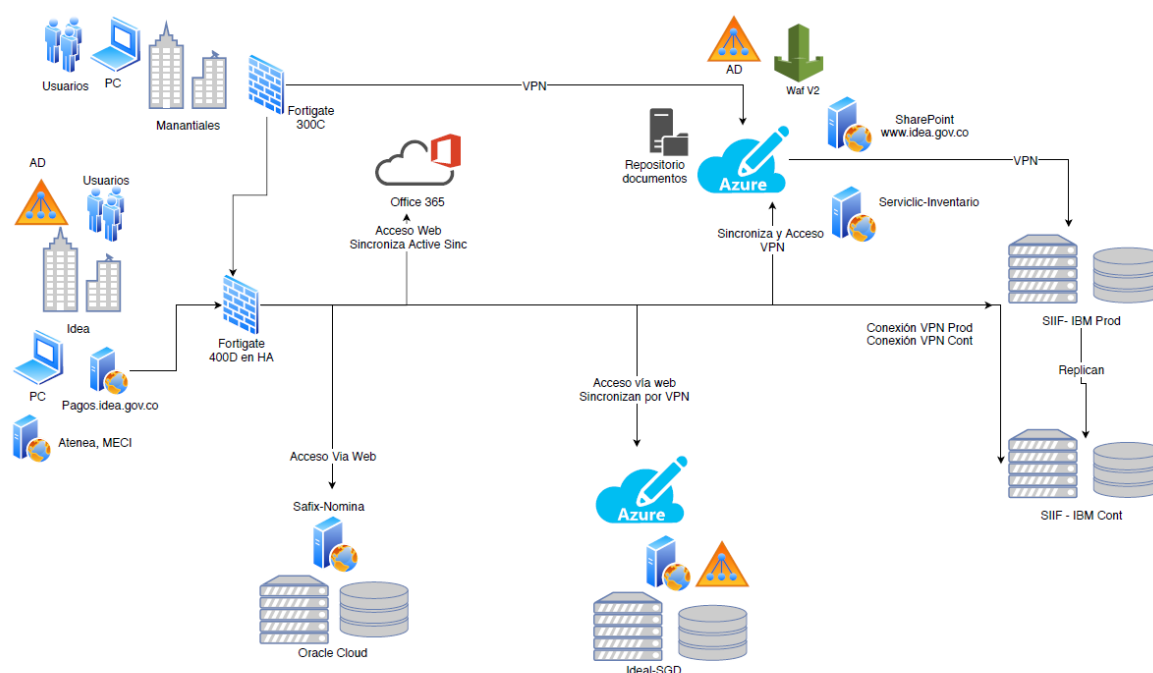 Usuarios
PC
Manantiales
Fortigate
300C
VPN
AD
Waf V2
SharePoint
www.idea.gov.co
Repositorio
documentos
Azure
VPN
Serviclic-Inventario
Office 365
Acceso Web
Sincroniza Active Sinc
Sincroniza y Acceso
VPN
AD
Usuarios
Idea
PC
Pagos.idea.gov.co
Atenea, MECI
Fortigate
400D en HA
Conexión VPN Prod
Conexión VPN Cont
SIIF- IBM Prod
Replican
SIIF - IBM Cont
Acceso Via Web
Safix-Nomina
Oracle Cloud
Acceso vía web
Sincronizan por VPN
Azure
Ideal-SGD